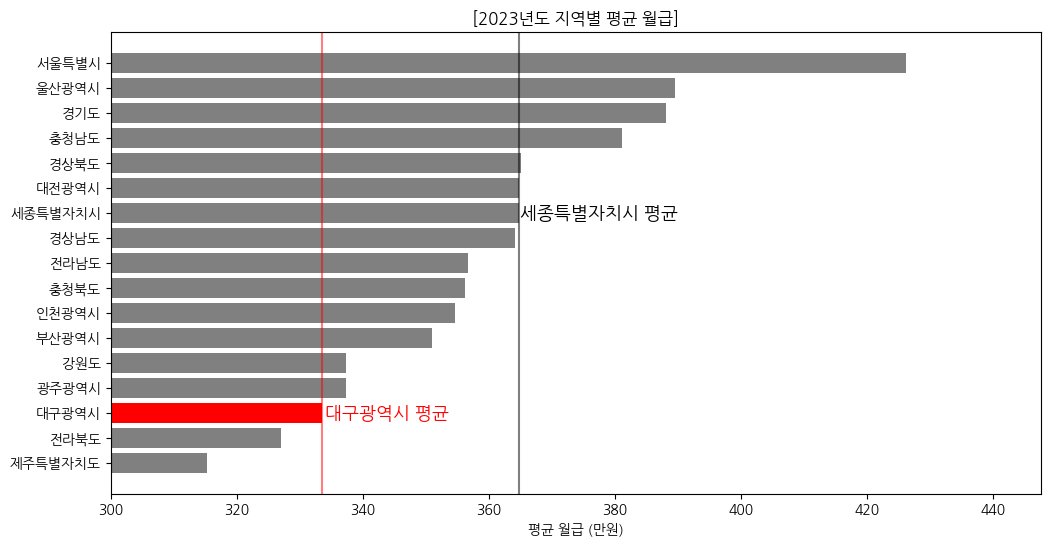 [2023년도 지역별 평균 월급]
서울특별시
울산광역시
경기도
충청남도
경상북도
대전광역시
세종특별자치시
세종특별자치시 평균
경상남도
전라남도
충청북도
인천광역시
부산광역시
강원도
광주광역시
대구광역시
대구광역시 평균
전라북도
제주특별자치도
300 320 340 360 380 400 420 440
평균 월급 (만원)